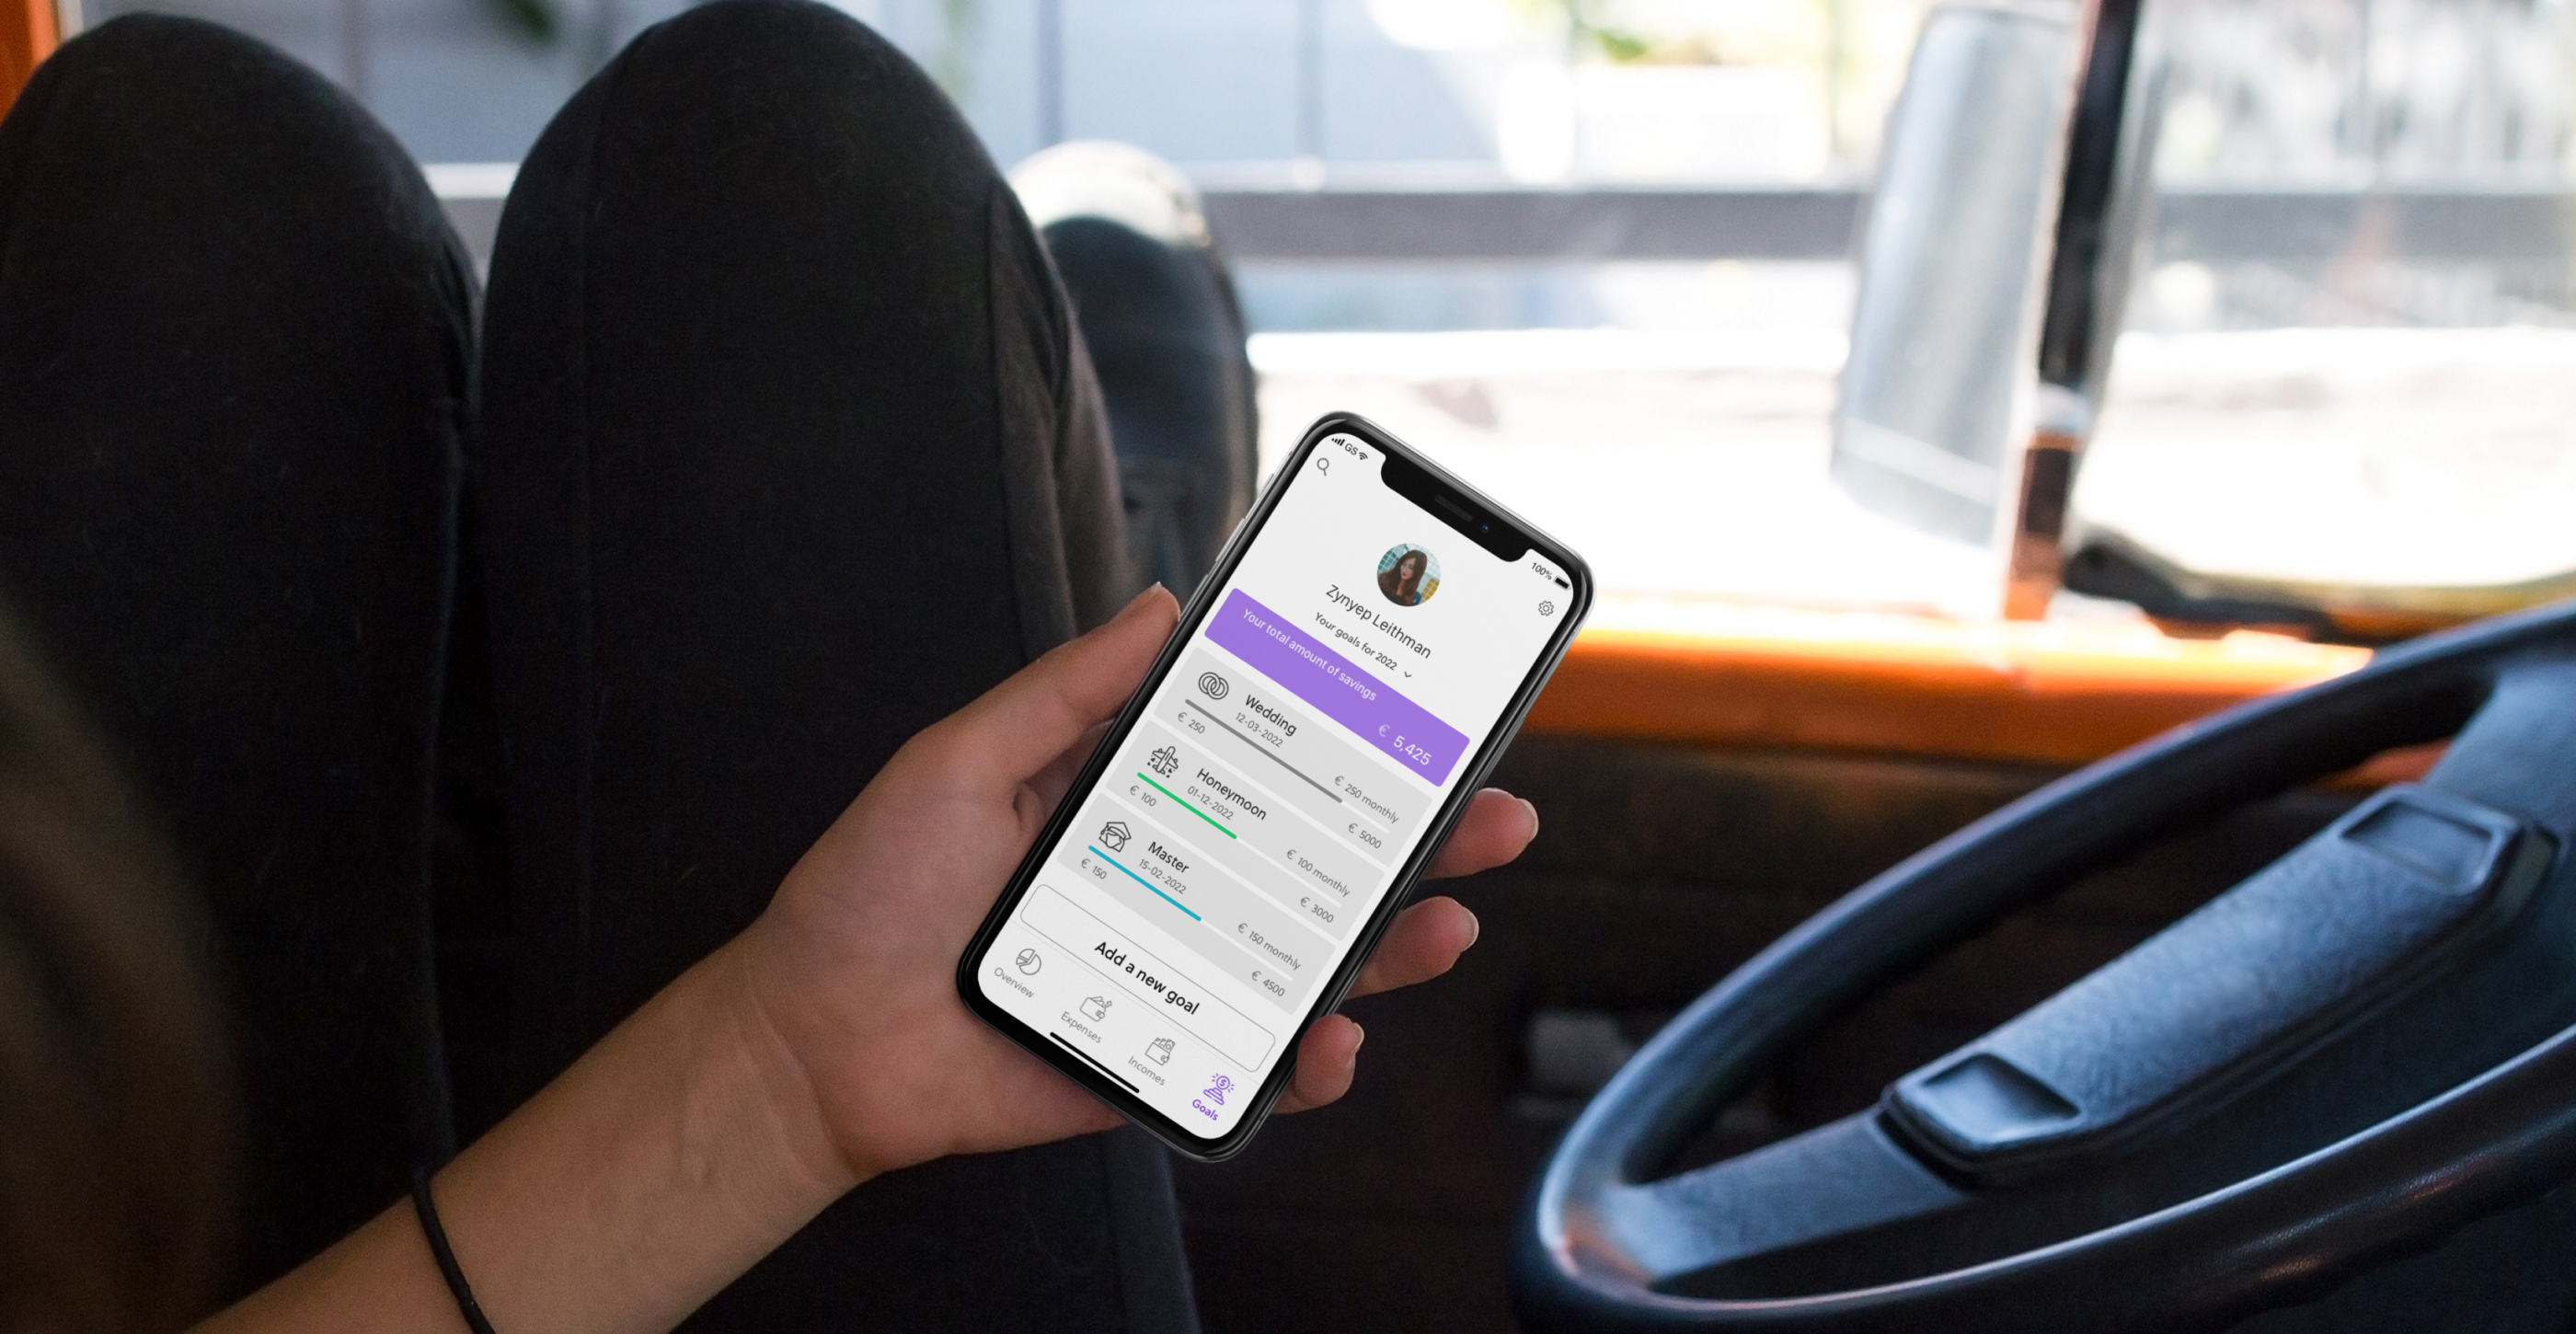 GS
100%
Zynyep Leithman
Your goals for 2022
Your total amount of savings
€ 5,425
Wedding
12-03-2022
€ 250 monthly
€ 250
€ 5000
Honeymoon
01-12-2022
€ 100 monthly
€ 100
€ 3000
Master
15-02-2022
€ 150 monthly
€ 150
€ 4500
Add a new goal
Overview
Expenses
Incomes
Goals